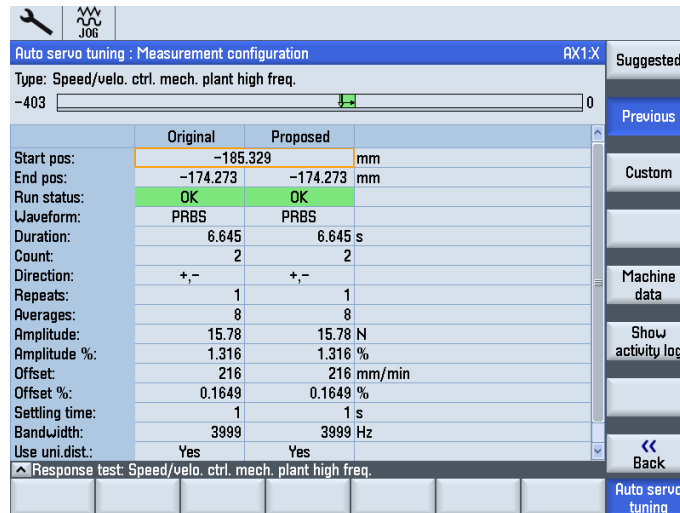 JOG
Auto servo tuning : Measurement configuration AX1:X
Type: Speed/velo. ctrl. mech. plant high freq.
-403 0
Original Proposed
Start pos: -185.329 mm
End pos: -174.273 -174.273 mm
Run status: OK OK
Waveform: PRBS PRBS
Duration: 6.645 6.645 s
Count: 2 2
Direction: +,- +,-
Repeats: 1 1
Averages: 8 8
Amplitude: 15.78 15.78 N
Amplitude %: 1.316 1.316 %
Offset: 216 216 mm/min
Offset %: 0.1649 0.1649 %
Settling time: 1 1 s
Bandwidth: 3999 3999 Hz
Use uni.dist.: Yes Yes
Response test: Speed/velo. ctrl. mech. plant high freq.
Suggested
Previous
Custom
Machine
data
Show
activity log
Back
Auto servo
tuning